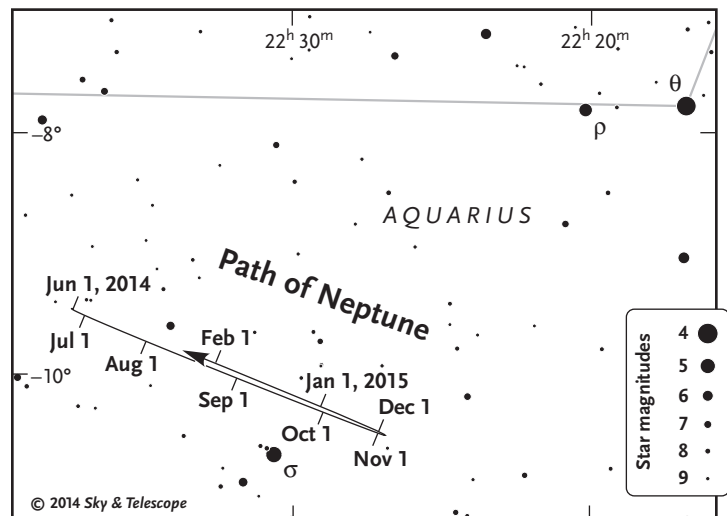 22ʰ 30ᵐ
22ʰ 20ᵐ
θ
ρ
–8°
AQUARIUS
Path of Neptune
Jun 1, 2014
Jul 1
Aug 1
Feb 1
Sep 1
–10°
Jan 1, 2015
Oct 1
Dec 1
Nov 1
σ
Star magnitudes
4
5
6
7
8
9
© 2014 Sky & Telescope